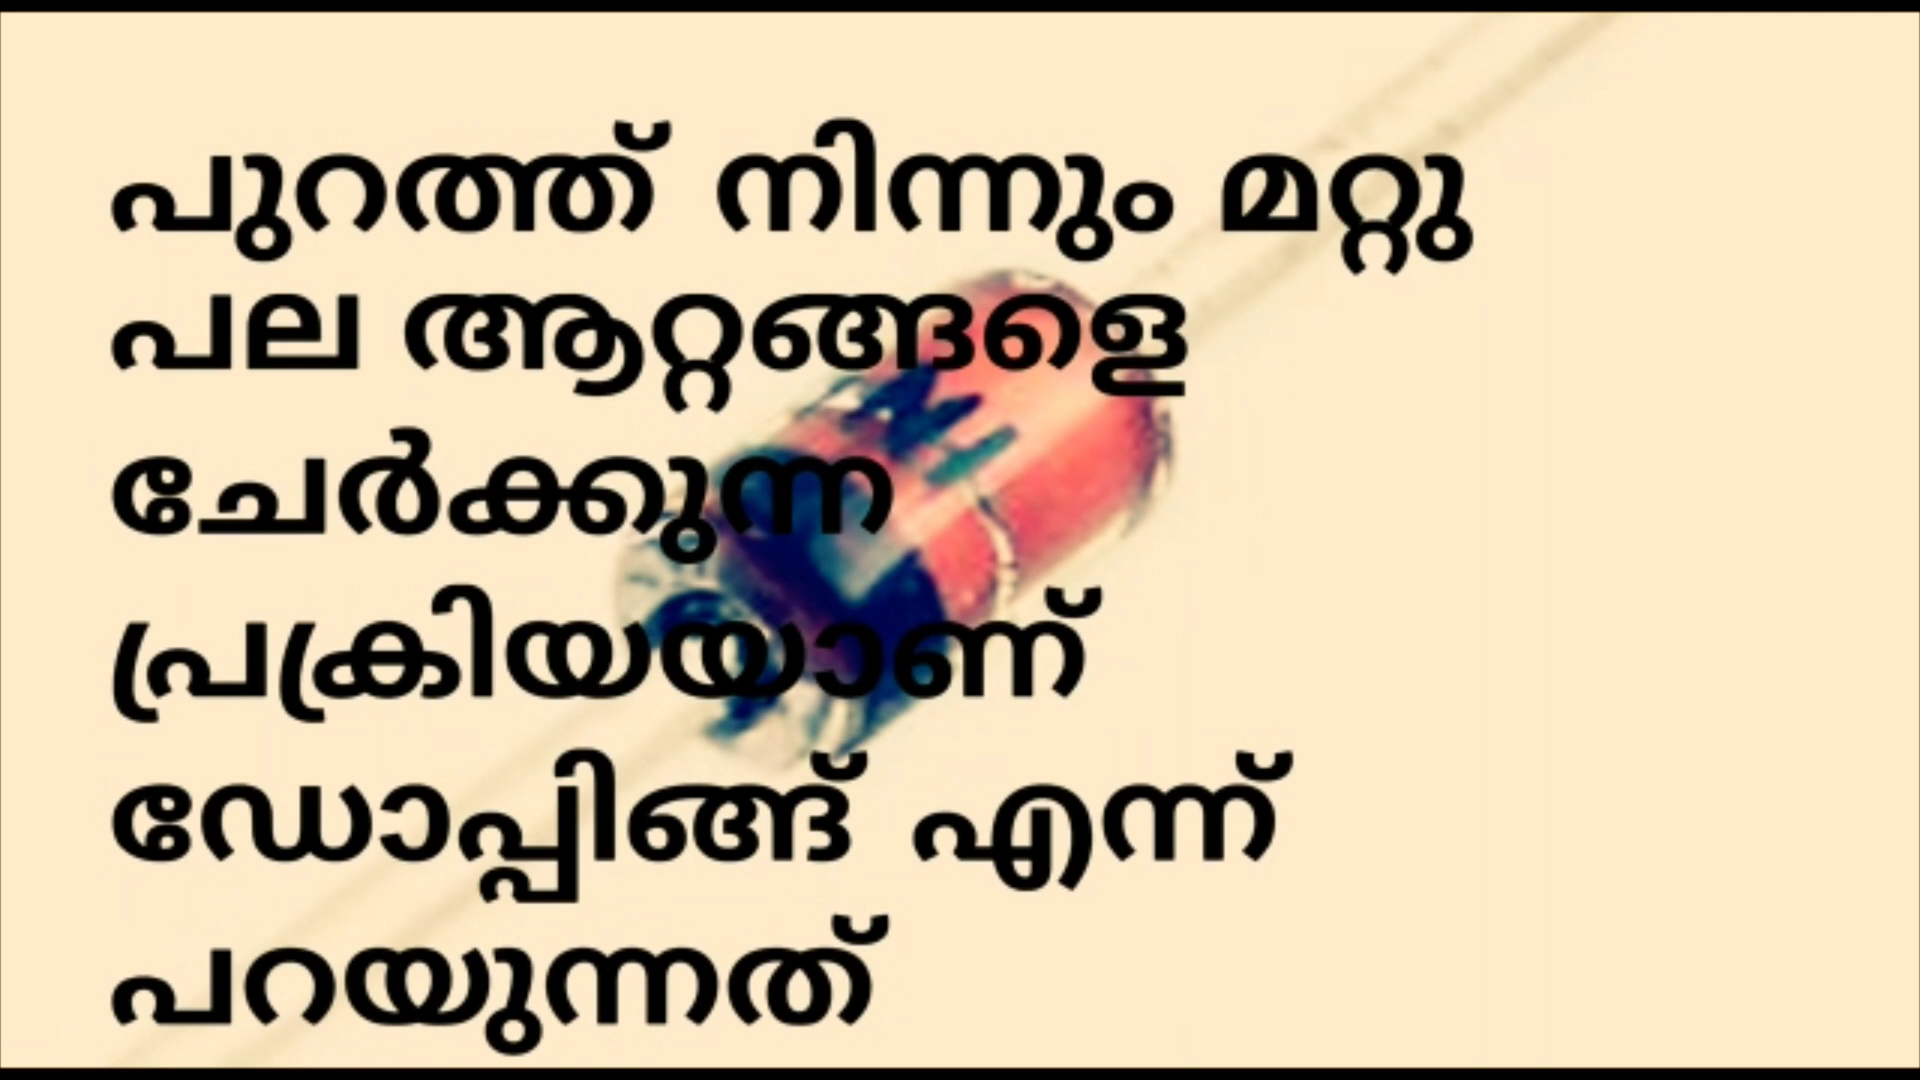 പുറത്ത് നിന്നും മറ്റു
പല ആറ്റങ്ങളെ
ചേർക്കുന്ന
പ്രക്രിയയാണ്
ഡോപ്പിങ്ങ് എന്ന്
പറയുന്നത്